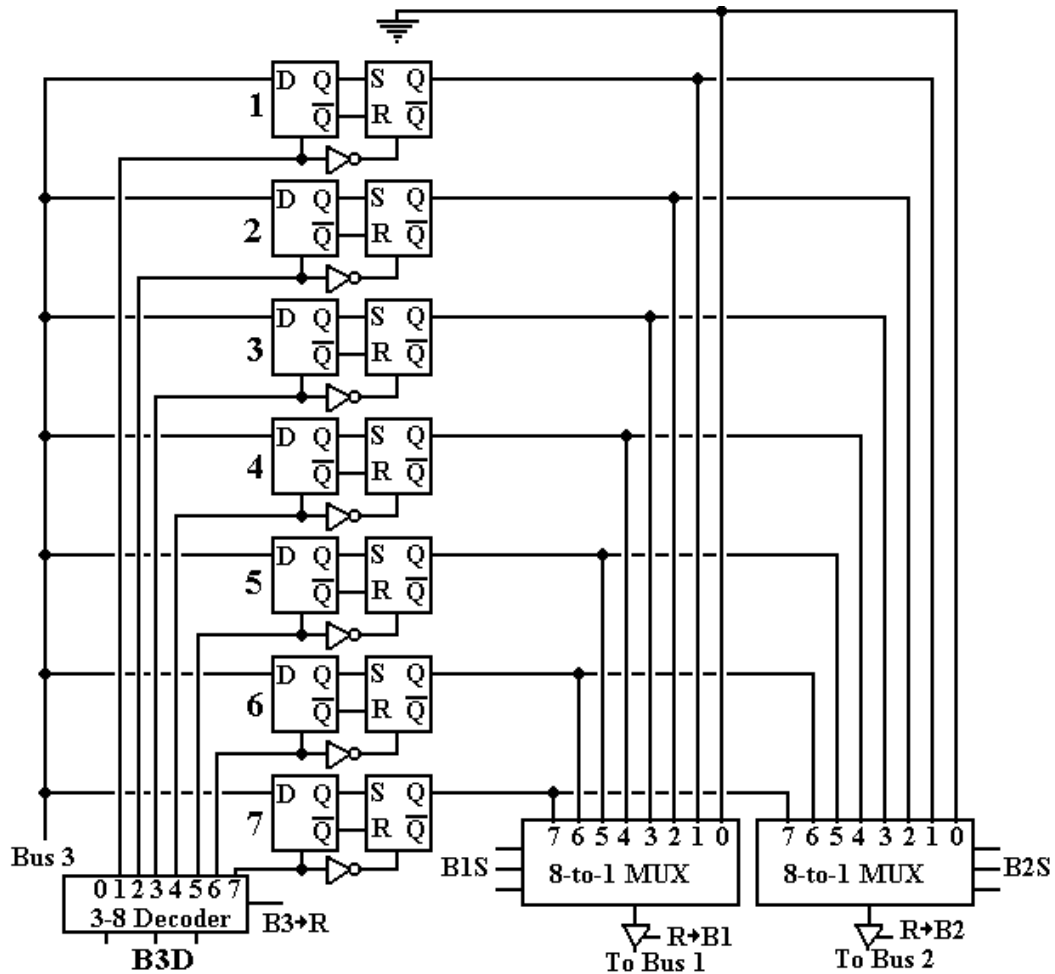 D Q S Q
1 Q̅ R Q̅
D Q S Q
2 Q̅ R Q̅
D Q S Q
3 Q̅ R Q̅
D Q S Q
4 Q̅ R Q̅
D Q S Q
5 Q̅ R Q̅
D Q S Q
6 Q̅ R Q̅
D Q S Q
7 Q̅ R Q̅
Bus 3
0 1 2 3 4 5 6 7
3-8 Decoder
B3→R
B3D
7 6 5 4 3 2 1 0
B1S
8-to-1 MUX
R→B1
To Bus 1
7 6 5 4 3 2 1 0
8-to-1 MUX
B2S
R→B2
To Bus 2